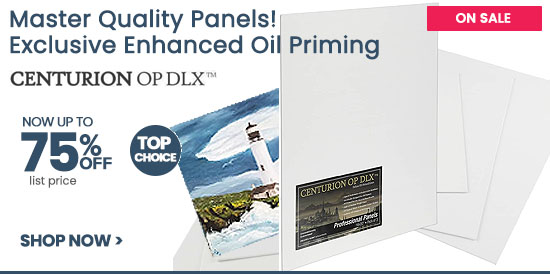 Master Quality Panels!
Exclusive Enhanced Oil Priming
ON SALE
CENTURION OP DLX™
NOW UP TO
75% OFF
list price
TOP CHOICE
CENTURION OP DLX™
Professional Panels
SHOP NOW >